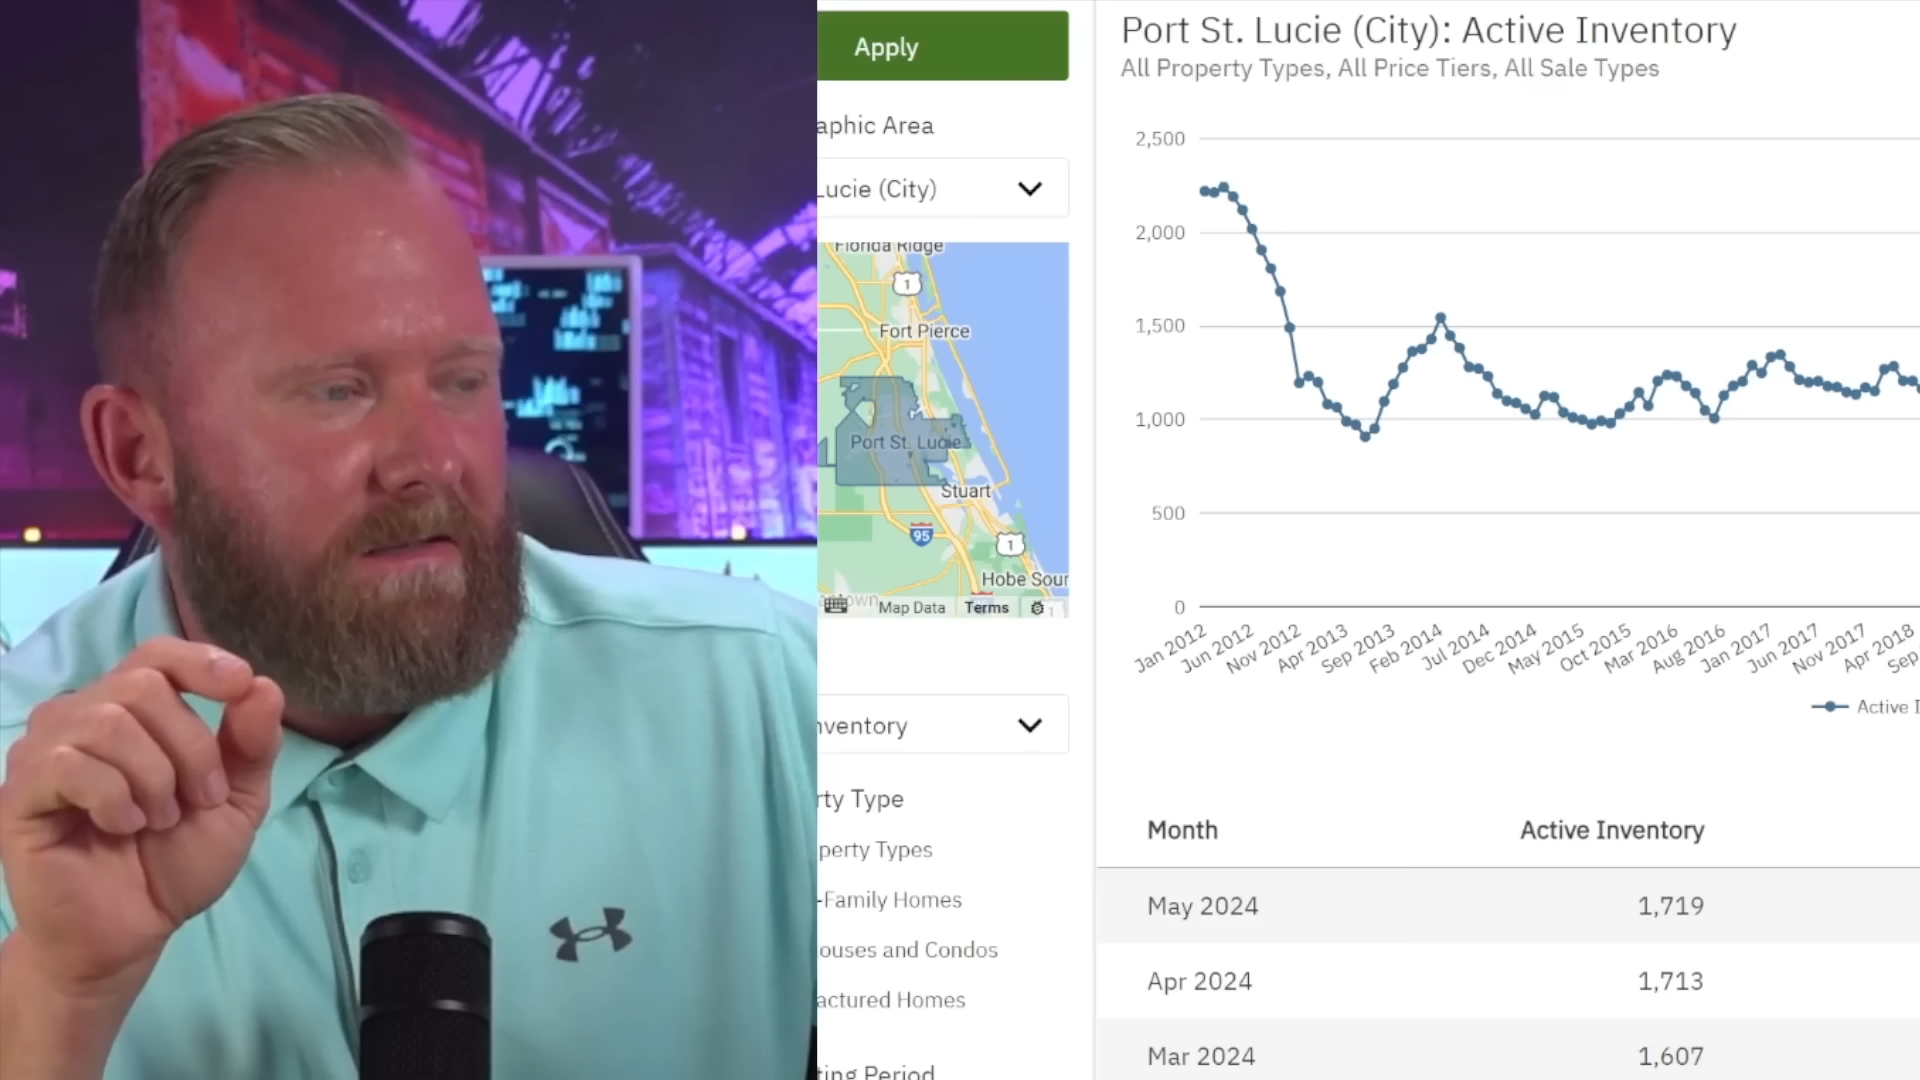 Apply
aphic Area
Lucie (City)
Florida Ridge
1
Fort Pierce
Port St. Lucie
Stuart
95
1
Hobe Sour
Map Data
Terms
1
nventory
rty Type
perty Types
-Family Homes
ouses and Condos
actured Homes
ting Period
Port St. Lucie (City): Active Inventory
All Property Types, All Price Tiers, All Sale Types
2,500
2,000
1,500
1,000
500
0
Jan 2012
Jun 2012
Nov 2012
Apr 2013
Sep 2013
Feb 2014
Jul 2014
Dec 2014
May 2015
Oct 2015
Mar 2016
Aug 2016
Jan 2017
Jun 2017
Nov 2017
Apr 2018
Sep
Active I
Month Active Inventory
May 2024 1,719
Apr 2024 1,713
Mar 2024 1,607